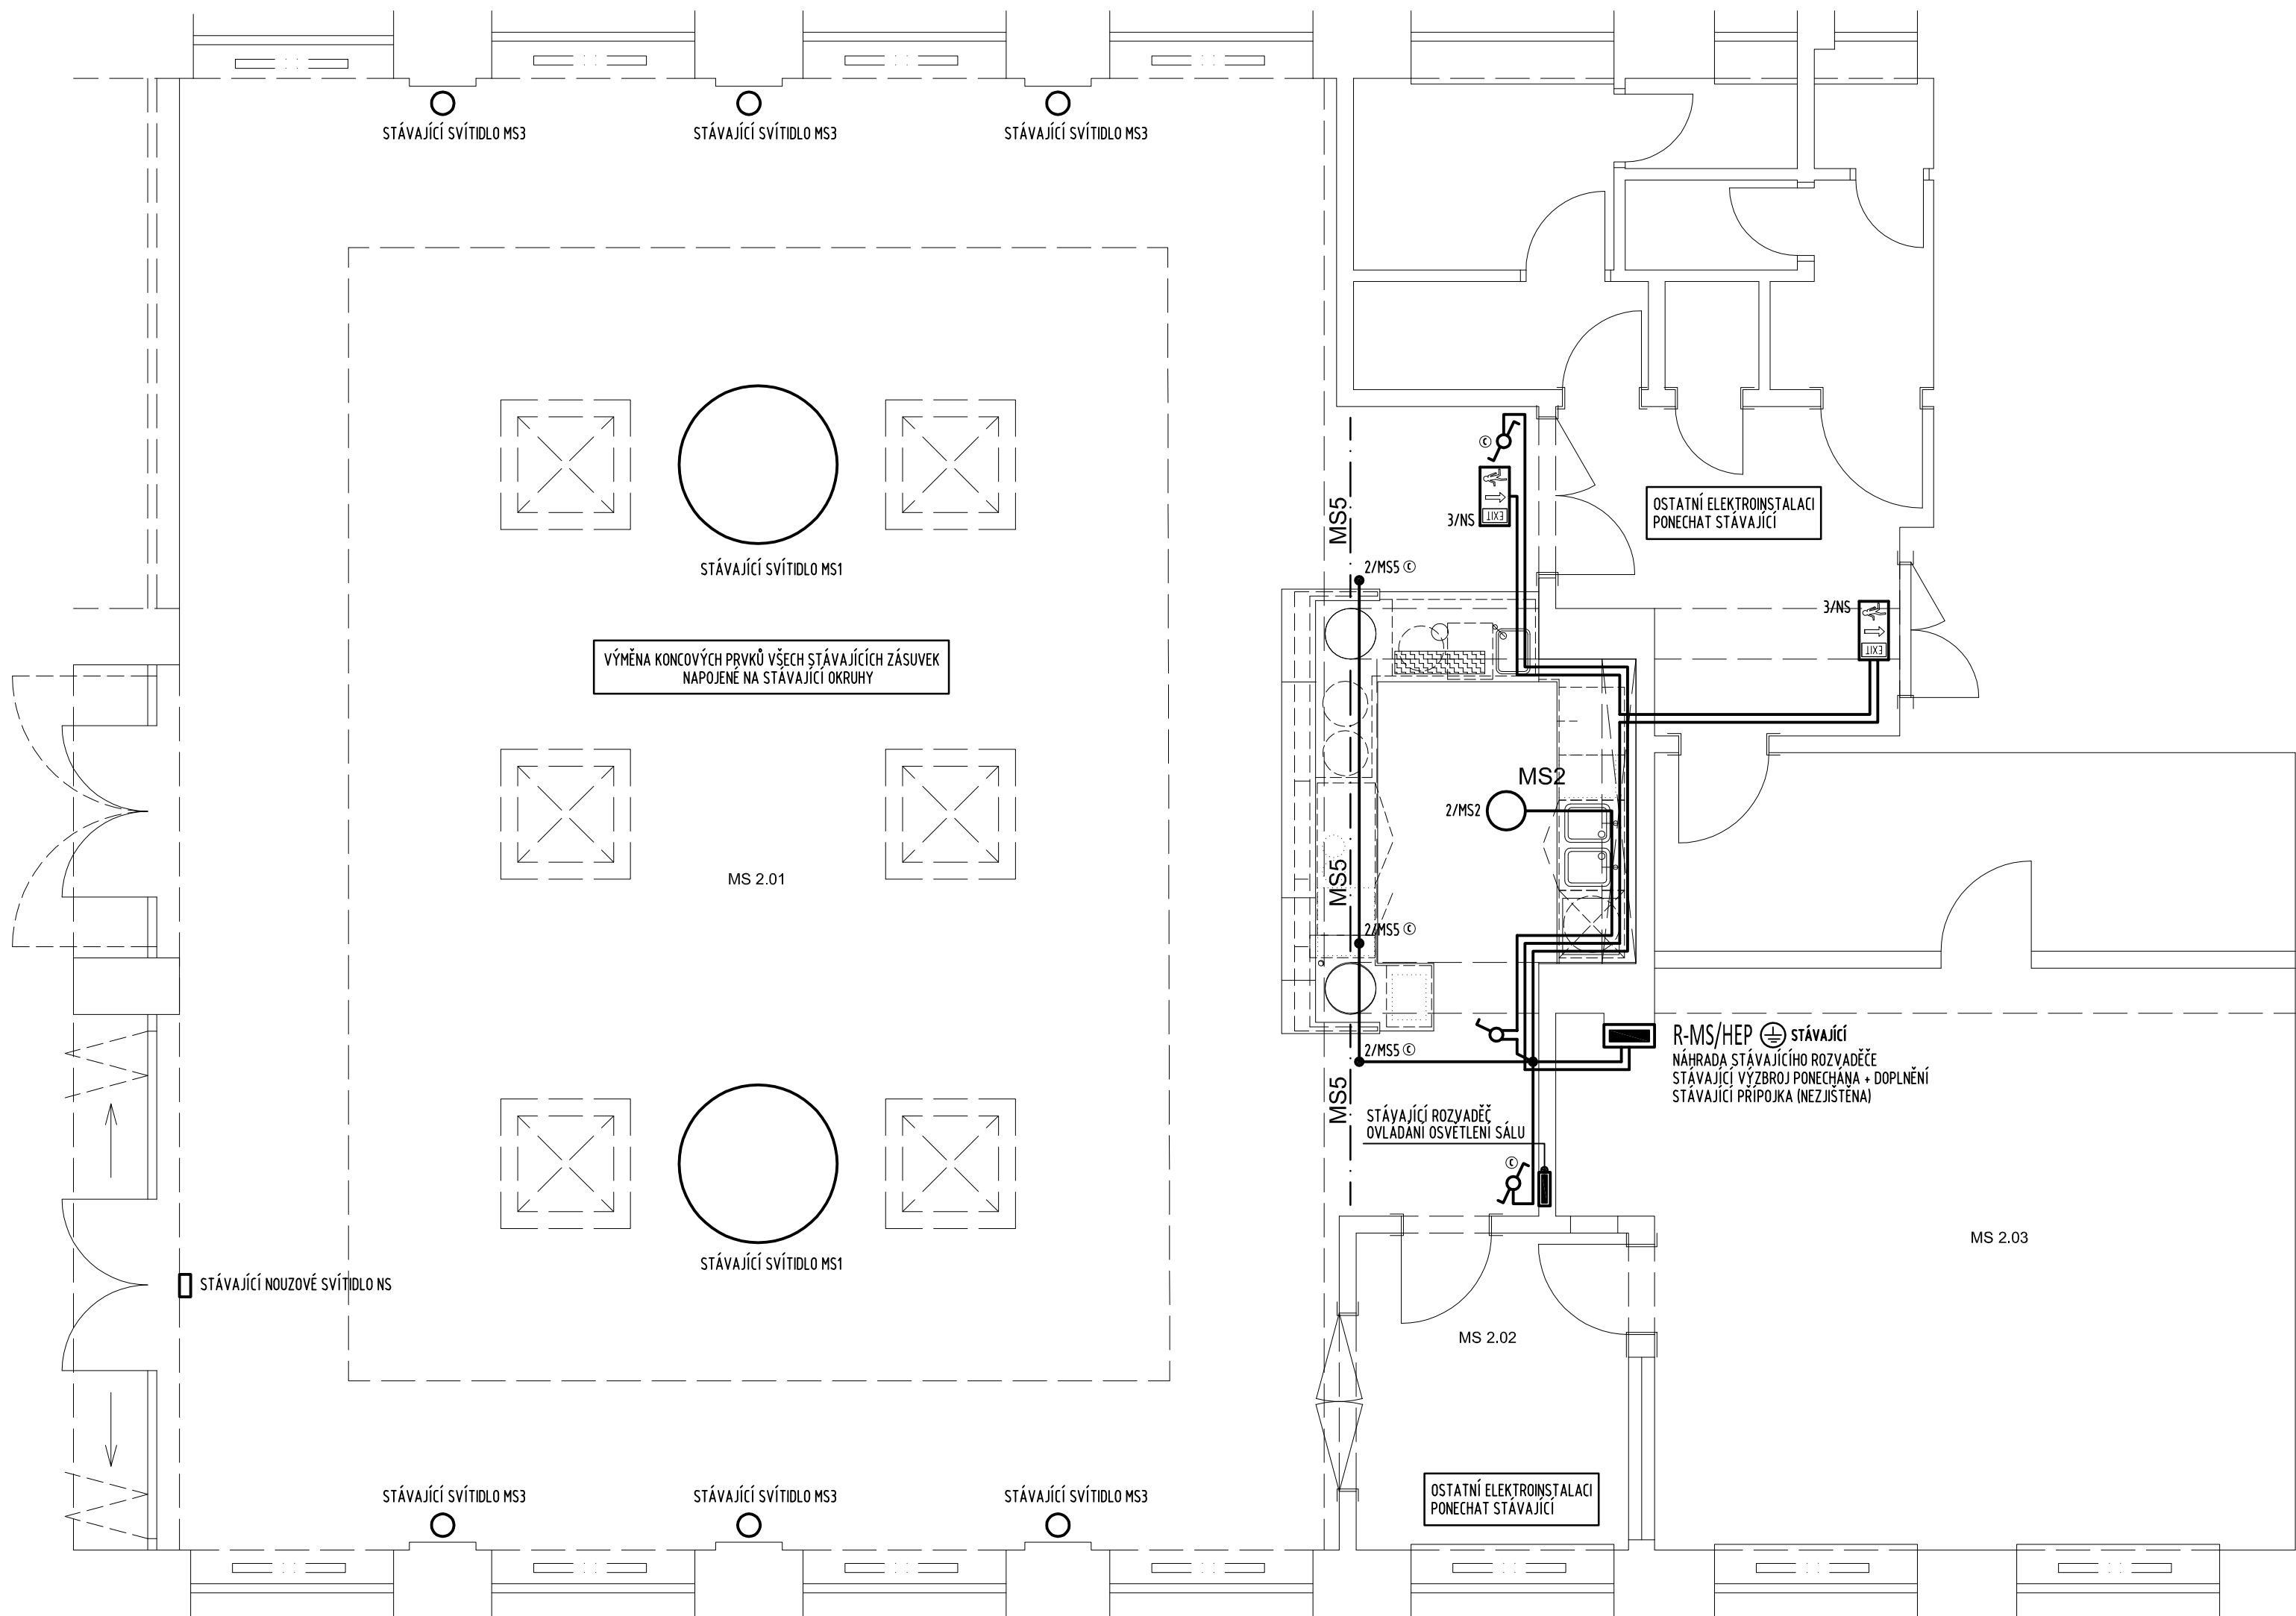 STÁVAJÍCÍ SVÍTIDLO MS3
STÁVAJÍCÍ SVÍTIDLO MS3
STÁVAJÍCÍ SVÍTIDLO MS3
©
MS5
3/NS
EXIT
OSTATNÍ ELEKTROINSTALACI
PONECHAT STÁVAJÍCÍ
STÁVAJÍCÍ SVÍTIDLO MS1
2/MS5 ©
3/NS
EXIT
VÝMĚNA KONCOVÝCH PRVKŮ VŠECH STÁVAJÍCÍCH ZÁSUVEK
NAPOJENÉ NA STÁVAJÍCÍ OKRUHY
MS2
2/MS2
MS 2.01
MS5
2/MS5 ©
R-MS/HEP STÁVAJÍCÍ
NÁHRADA STÁVAJÍCÍHO ROZVADĚČE
STÁVAJÍCÍ VÝZBROJ PONECHÁNA + DOPLNĚNÍ
STÁVAJÍCÍ PŘÍPOJKA (NEZJIŠTĚNA)
2/MS5 ©
MS5
STÁVAJÍCÍ ROZVADĚČ
OVLÁDÁNÍ OSVĚTLENÍ SÁLU
©
MS 2.03
STÁVAJÍCÍ SVÍTIDLO MS1
STÁVAJÍCÍ NOUZOVÉ SVÍTIDLO NS
MS 2.02
OSTATNÍ ELEKTROINSTALACI
PONECHAT STÁVAJÍCÍ
STÁVAJÍCÍ SVÍTIDLO MS3
STÁVAJÍCÍ SVÍTIDLO MS3
STÁVAJÍCÍ SVÍTIDLO MS3